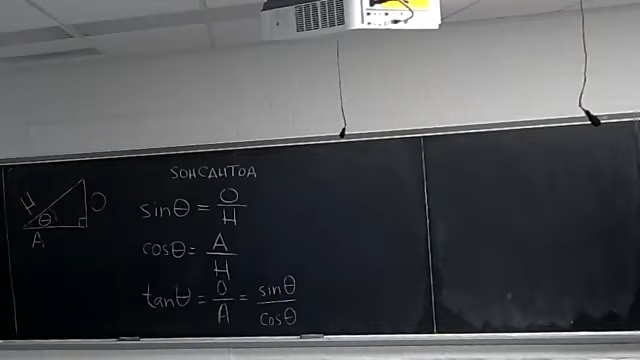 SOHCAHTOA
H
O
θ
A
sinθ = O/H
cosθ = A/H
tanθ = O/A = sinθ/cosθ